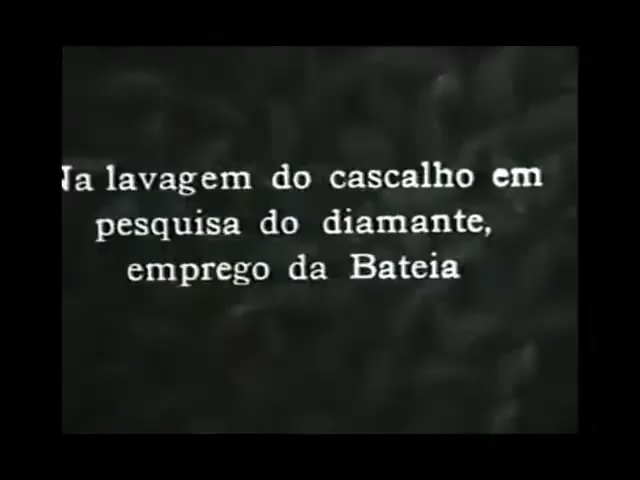 Na lavagem do cascalho em
pesquisa do diamante,
emprego da Bateia